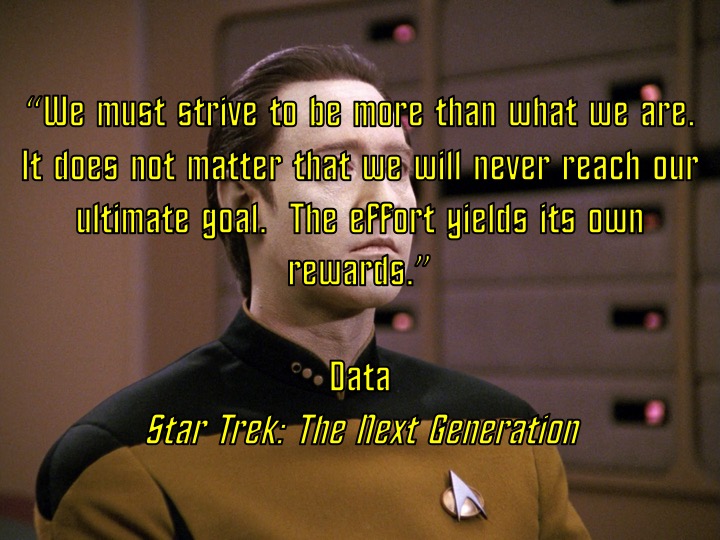 “We must strive to be more than what we are.
It does not matter that we will never reach our
ultimate goal.  The effort yields its own
rewards.”
Data
Star Trek: The Next Generation